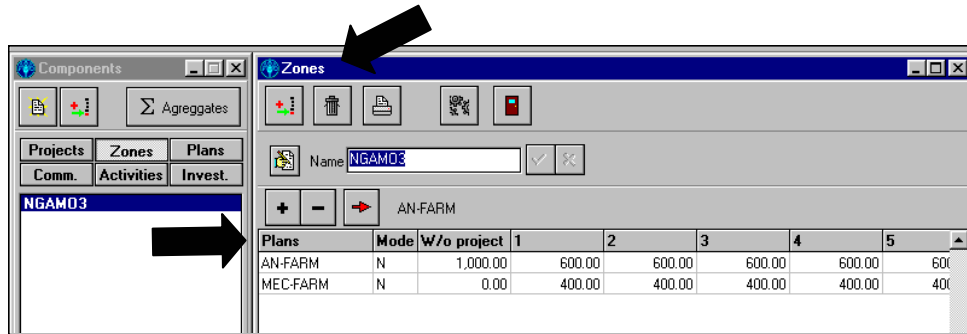 Components
Zones
Σ Agreggates
Projects Zones Plans
Comm. Activities Invest.
NGAMO3
Name NGAMO3
AN-FARM
Plans Mode W/o project 1 2 3 4 5
AN-FARM N 1,000.00 600.00 600.00 600.00 600.00
MEC-FARM N 0.00 400.00 400.00 400.00 400.00